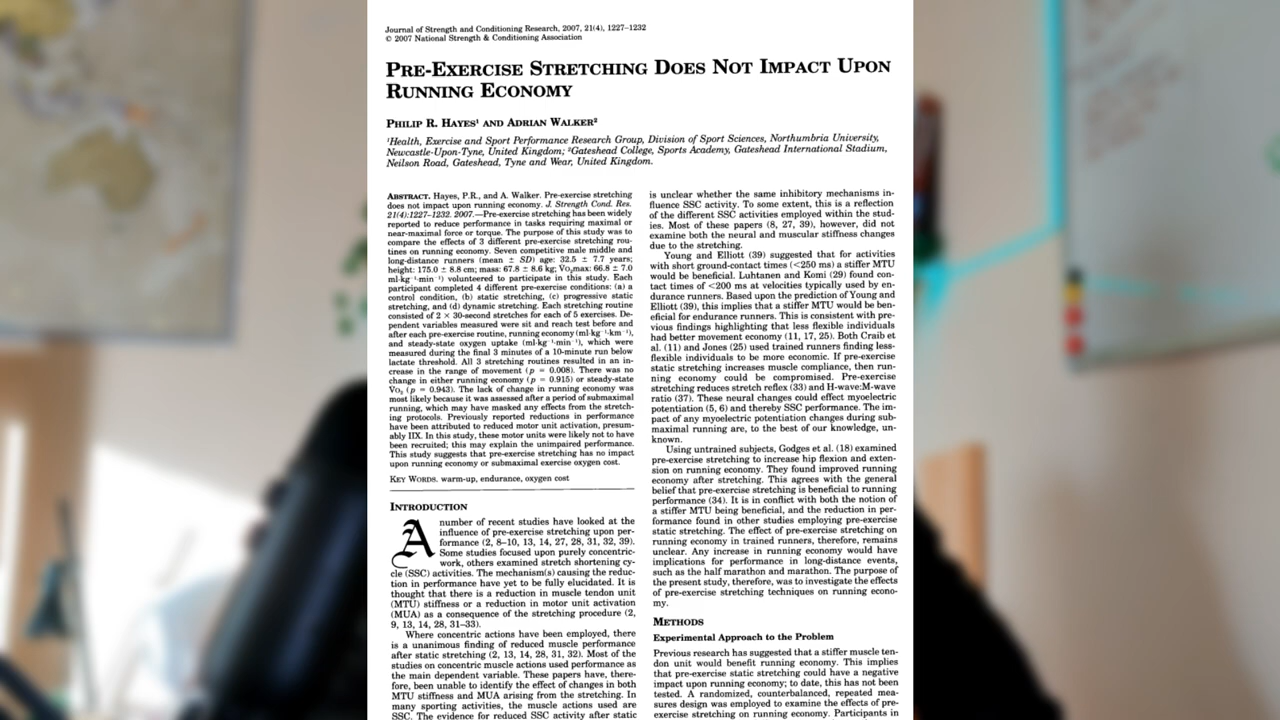 Journal of Strength and Conditioning Research, 2007, 21(4), 1227–1232
© 2007 National Strength & Conditioning Association
PRE-EXERCISE STRETCHING DOES NOT IMPACT UPON
RUNNING ECONOMY
PHILIP R. HAYES¹ AND ADRIAN WALKER²
¹Health, Exercise and Sport Performance Research Group, Division of Sport Sciences, Northumbria University,
Newcastle-Upon-Tyne, United Kingdom; ²Gateshead College, Sports Academy, Gateshead International Stadium,
Neilson Road, Gateshead, Tyne and Wear, United Kingdom.
ABSTRACT. Hayes, P.R., and A. Walker. Pre-exercise stretching
does not impact upon running economy. J. Strength Cond. Res.
21(4):1227–1232. 2007.—Pre-exercise stretching has been widely
reported to reduce performance in tasks requiring maximal or
near-maximal force or torque. The purpose of this study was to
compare the effects of 3 different pre-exercise stretching rou-
tines on running economy. Seven competitive male middle and
long-distance runners (mean ± SD) age: 32.5 ± 7.7 years;
height: 175.0 ± 8.8 cm; mass: 67.8 ± 8.6 kg; V̇o₂max: 66.8 ± 7.0
ml·kg⁻¹·min⁻¹) volunteered to participate in this study. Each
participant completed 4 different pre-exercise conditions: (a) a
control condition, (b) static stretching, (c) progressive static
stretching, and (d) dynamic stretching. Each stretching routine
consisted of 2 × 30-second stretches for each of 5 exercises. De-
pendent variables measured were sit and reach test before and
after each pre-exercise routine, running economy (ml·kg⁻¹·km⁻¹),
and steady-state oxygen uptake (ml·kg⁻¹·min⁻¹), which were
measured during the final 3 minutes of a 10-minute run below
lactate threshold. All 3 stretching routines resulted in an in-
crease in the range of movement (p = 0.008). There was no
change in either running economy (p = 0.915) or steady-state
V̇o₂ (p = 0.943). The lack of change in running economy was
most likely because it was assessed after a period of submaximal
running, which may have masked any effects from the stretch-
ing protocols. Previously reported reductions in performance
have been attributed to reduced motor unit activation, presum-
ably IIX. In this study, these motor units were likely not to have
been recruited; this may explain the unimpaired performance.
This study suggests that pre-exercise stretching has no impact
upon running economy or submaximal exercise oxygen cost.
KEY WORDS. warm-up, endurance, oxygen cost
INTRODUCTION
A number of recent studies have looked at the
influence of pre-exercise stretching upon per-
formance (2, 8–10, 13, 14, 27, 28, 31, 32, 39).
Some studies focused upon purely concentric-
work, others examined stretch shortening cy-
cle (SSC) activities. The mechanism(s) causing the reduc-
tion in performance have yet to be fully elucidated. It is
thought that there is a reduction in muscle tendon unit
(MTU) stiffness or a reduction in motor unit activation
(MUA) as a consequence of the stretching procedure (2,
9, 13, 14, 28, 31–33).
Where concentric actions have been employed, there
is a unanimous finding of reduced muscle performance
after static stretching (2, 13, 14, 28, 31, 32). Most of the
studies on concentric muscle actions used performance as
the main dependent variable. These papers have, there-
fore, been unable to identify the effect of changes in both
MTU stiffness and MUA arising from the stretching. In
many sporting activities, the muscle actions used are
SSC. The evidence for reduced SSC activity after static
is unclear whether the same inhibitory mechanisms in-
fluence SSC activity. To some extent, this is a reflection
of the different SSC activities employed within the stud-
ies. Most of these papers (8, 27, 39), however, did not
examine both the neural and muscular stiffness changes
due to the stretching.
Young and Elliott (39) suggested that for activities
with short ground-contact times (<250 ms) a stiffer MTU
would be beneficial. Luhtanen and Komi (29) found con-
tact times of <200 ms at velocities typically used by en-
durance runners. Based upon the prediction of Young and
Elliott (39), this implies that a stiffer MTU would be ben-
eficial for endurance runners. This is consistent with pre-
vious findings highlighting that less flexible individuals
had better movement economy (11, 17, 25). Both Craib et
al. (11) and Jones (25) used trained runners finding less-
flexible individuals to be more economic. If pre-exercise
static stretching increases muscle compliance, then run-
ning economy could be compromised. Pre-exercise
stretching reduces stretch reflex (33) and H-wave:M-wave
ratio (37). These neural changes could effect myoelectric
potentiation (5, 6) and thereby SSC performance. The im-
pact of any myoelectric potentiation changes during sub-
maximal running are, to the best of our knowledge, un-
known.
Using untrained subjects, Godges et al. (18) examined
pre-exercise stretching to increase hip flexion and exten-
sion on running economy. They found improved running
economy after stretching. This agrees with the general
belief that pre-exercise stretching is beneficial to running
performance (34). It is in conflict with both the notion of
a stiffer MTU being beneficial, and the reduction in per-
formance found in other studies employing pre-exercise
static stretching. The effect of pre-exercise stretching on
running economy in trained runners, therefore, remains
unclear. Any increase in running economy would have
implications for performance in long-distance events,
such as the half marathon and marathon. The purpose of
the present study, therefore, was to investigate the effects
of pre-exercise stretching techniques on running econo-
my.
METHODS
Experimental Approach to the Problem
Previous research has suggested that a stiffer muscle ten-
don unit would benefit running economy. This implies
that pre-exercise static stretching could have a negative
impact upon running economy; to date, this has not been
tested. A randomized, counterbalanced, repeated mea-
sures design was employed to examine the effects of pre-
exercise stretching on running economy. Participants in